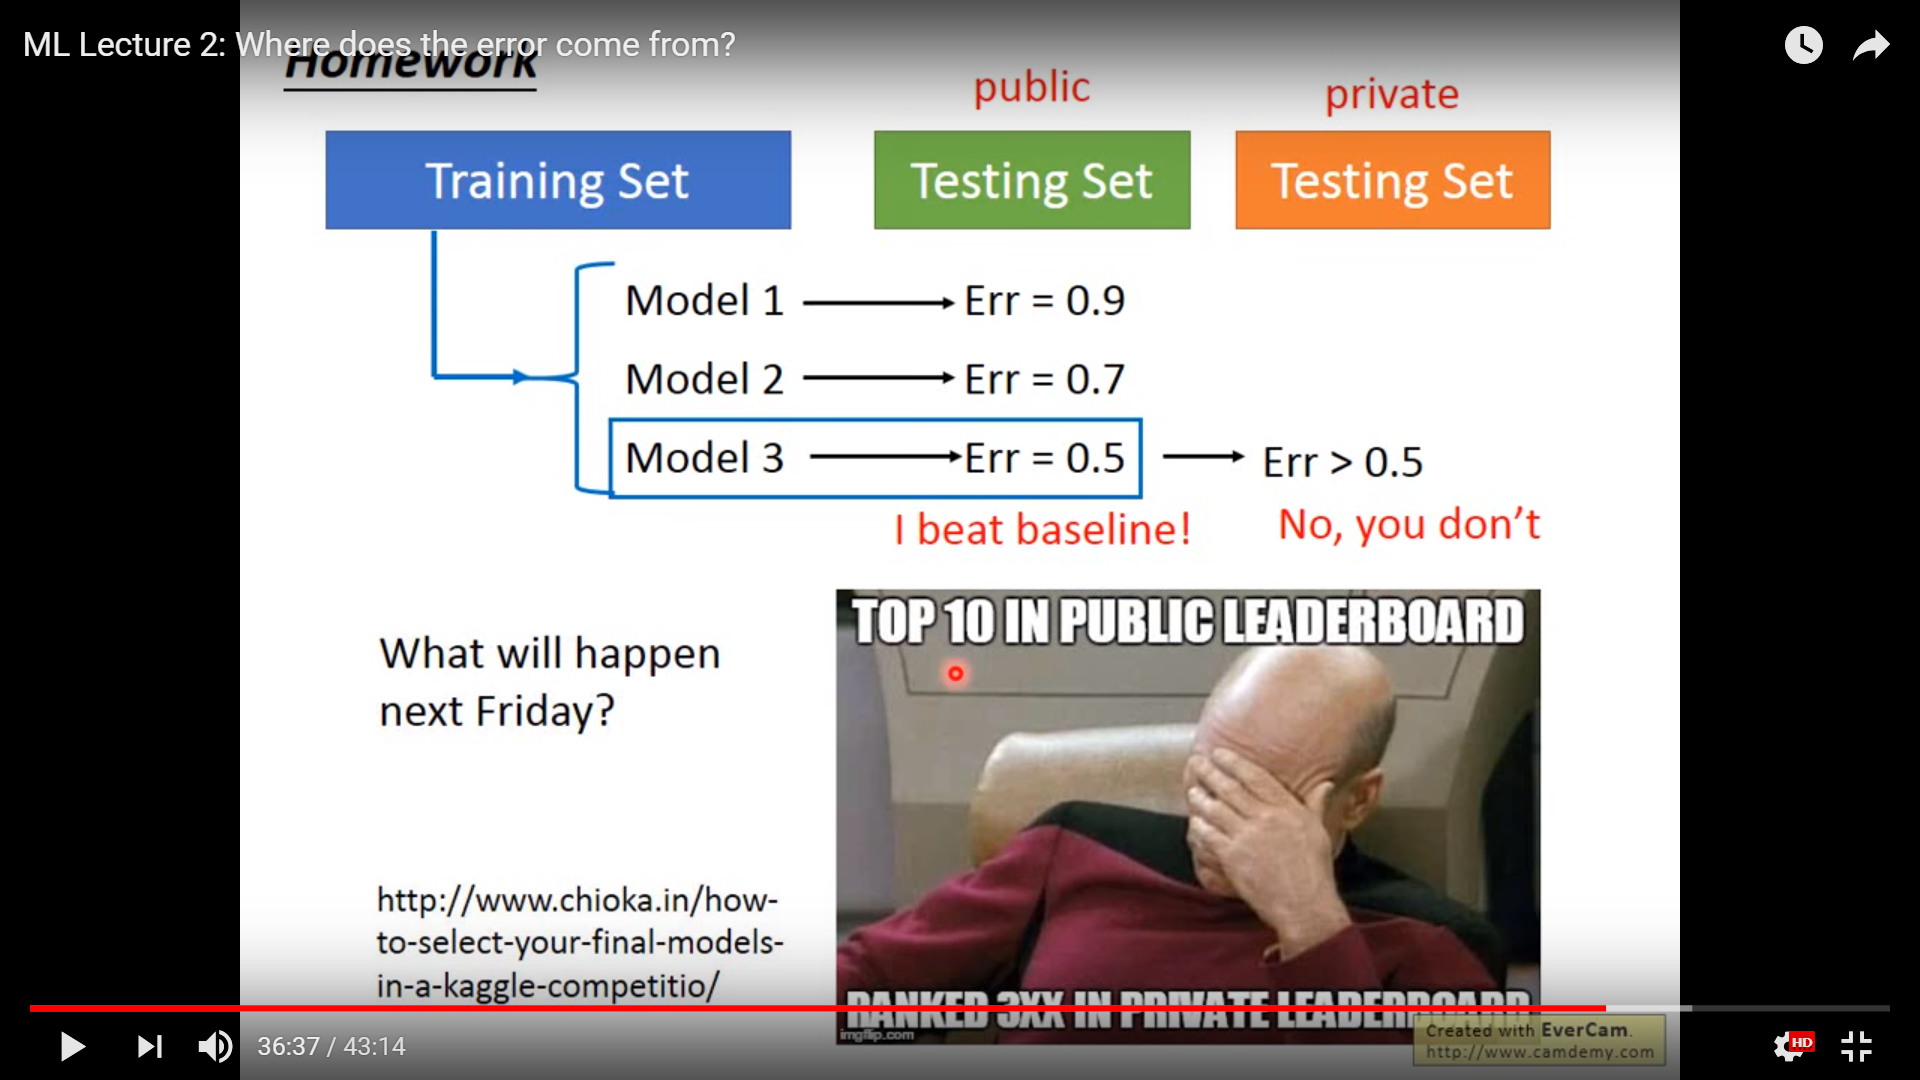 ML Lecture 2: Where does the error come from?
Homework
public
private
Training Set
Testing Set
Testing Set
Model 1
Err = 0.9
Model 2
Err = 0.7
Model 3
Err = 0.5
Err > 0.5
I beat baseline!
No, you don't
What will happen
next Friday?
TOP 10 IN PUBLIC LEADERBOARD
http://www.chioka.in/how-
to-select-your-final-models-
in-a-kaggle-competitio/
RANKED 3XX IN PRIVATE LEADERBOARD
imgflip.com
Created with EverCam.
http://www.camdemy.com
36:37 / 43:14
HD